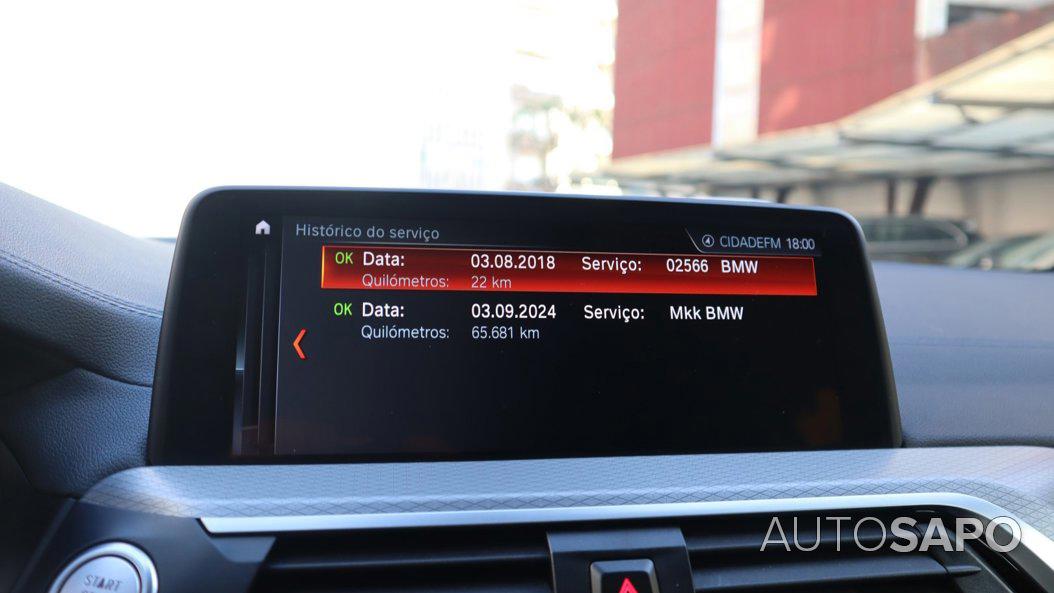 Histórico do serviço
CIDADEFM 18:00
OK Data: 03.08.2018 Serviço: 02566 BMW
Quilómetros: 22 km
OK Data: 03.09.2024 Serviço: Mkk BMW
Quilómetros: 65.681 km
START
AUTOSAPO